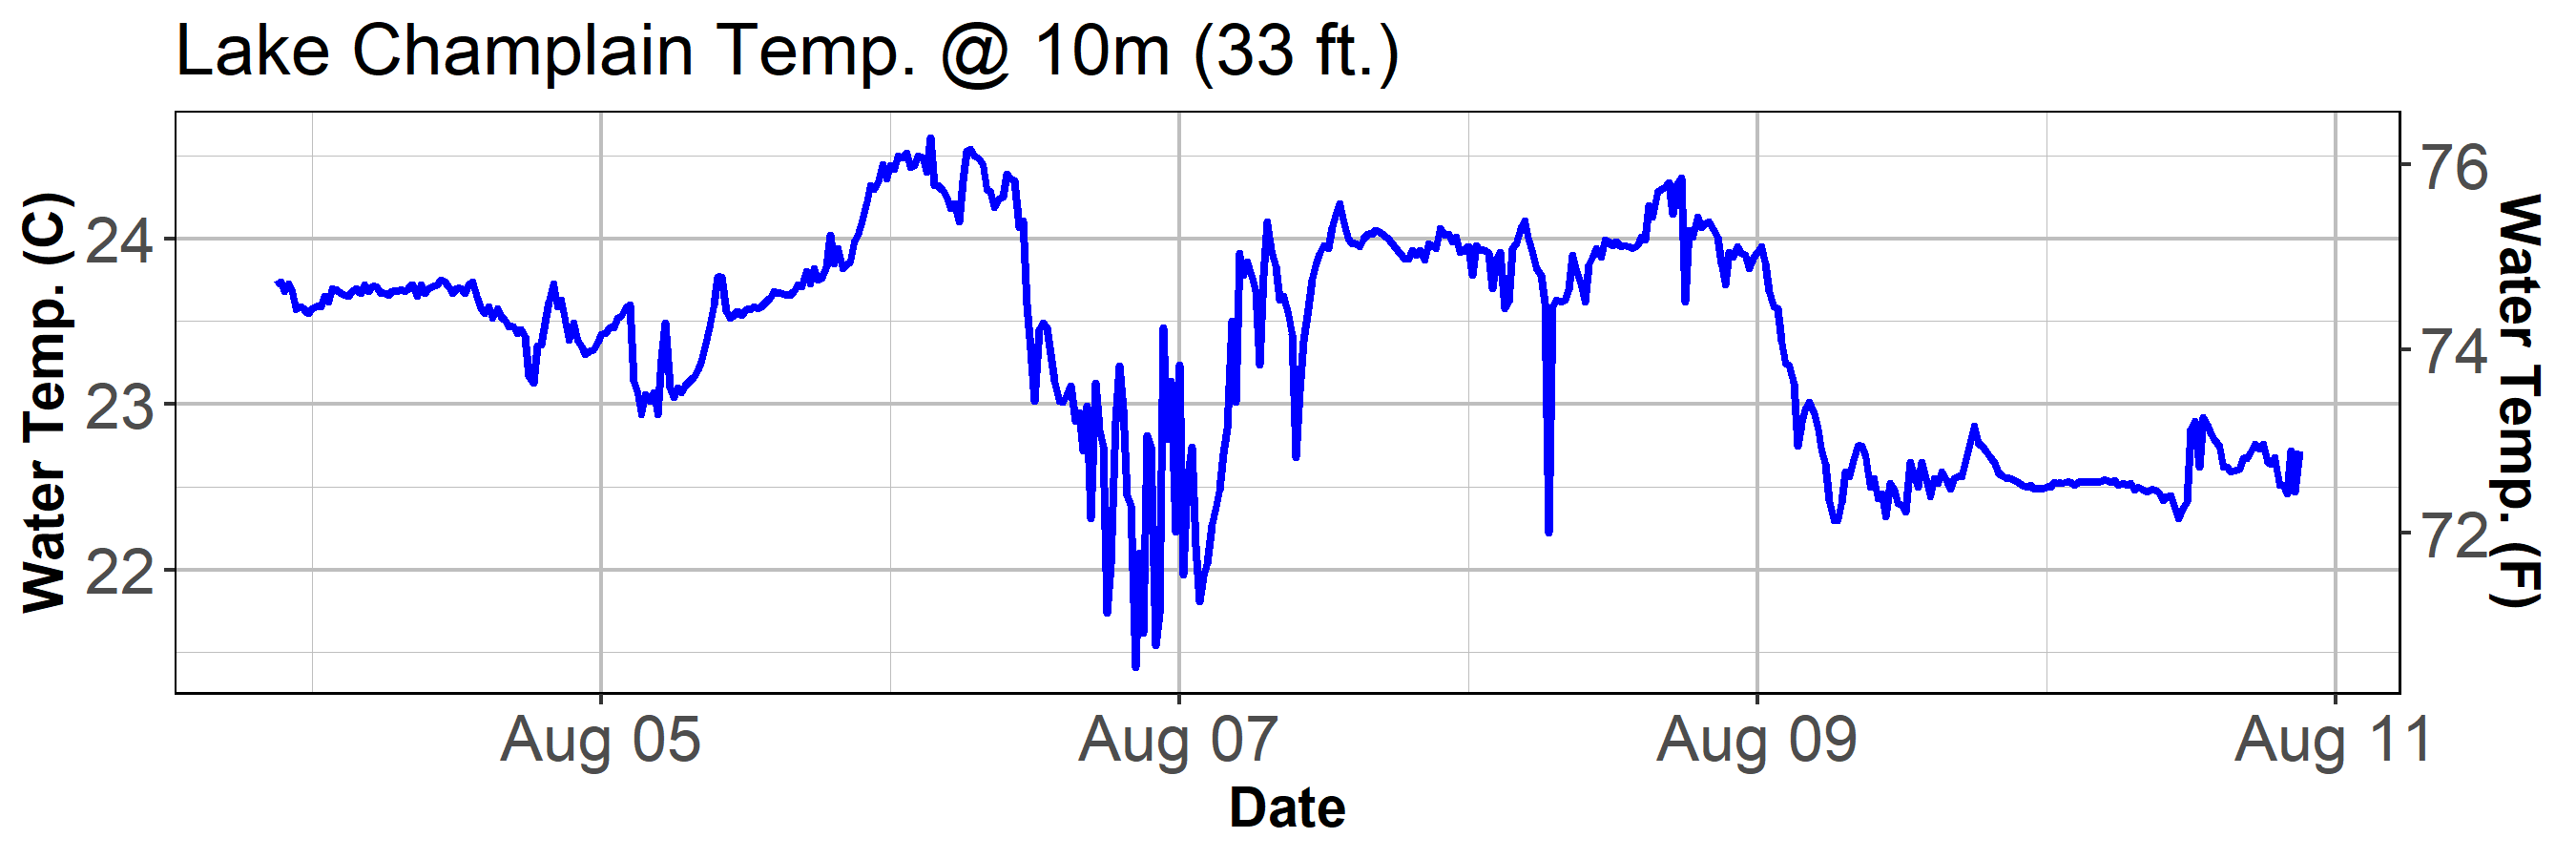 Lake Champlain Temp. @ 10m (33 ft.)
Water Temp. (C)
24
23
22
76
74
72
Water Temp. (F)
Aug 05
Aug 07
Aug 09
Aug 11
Date